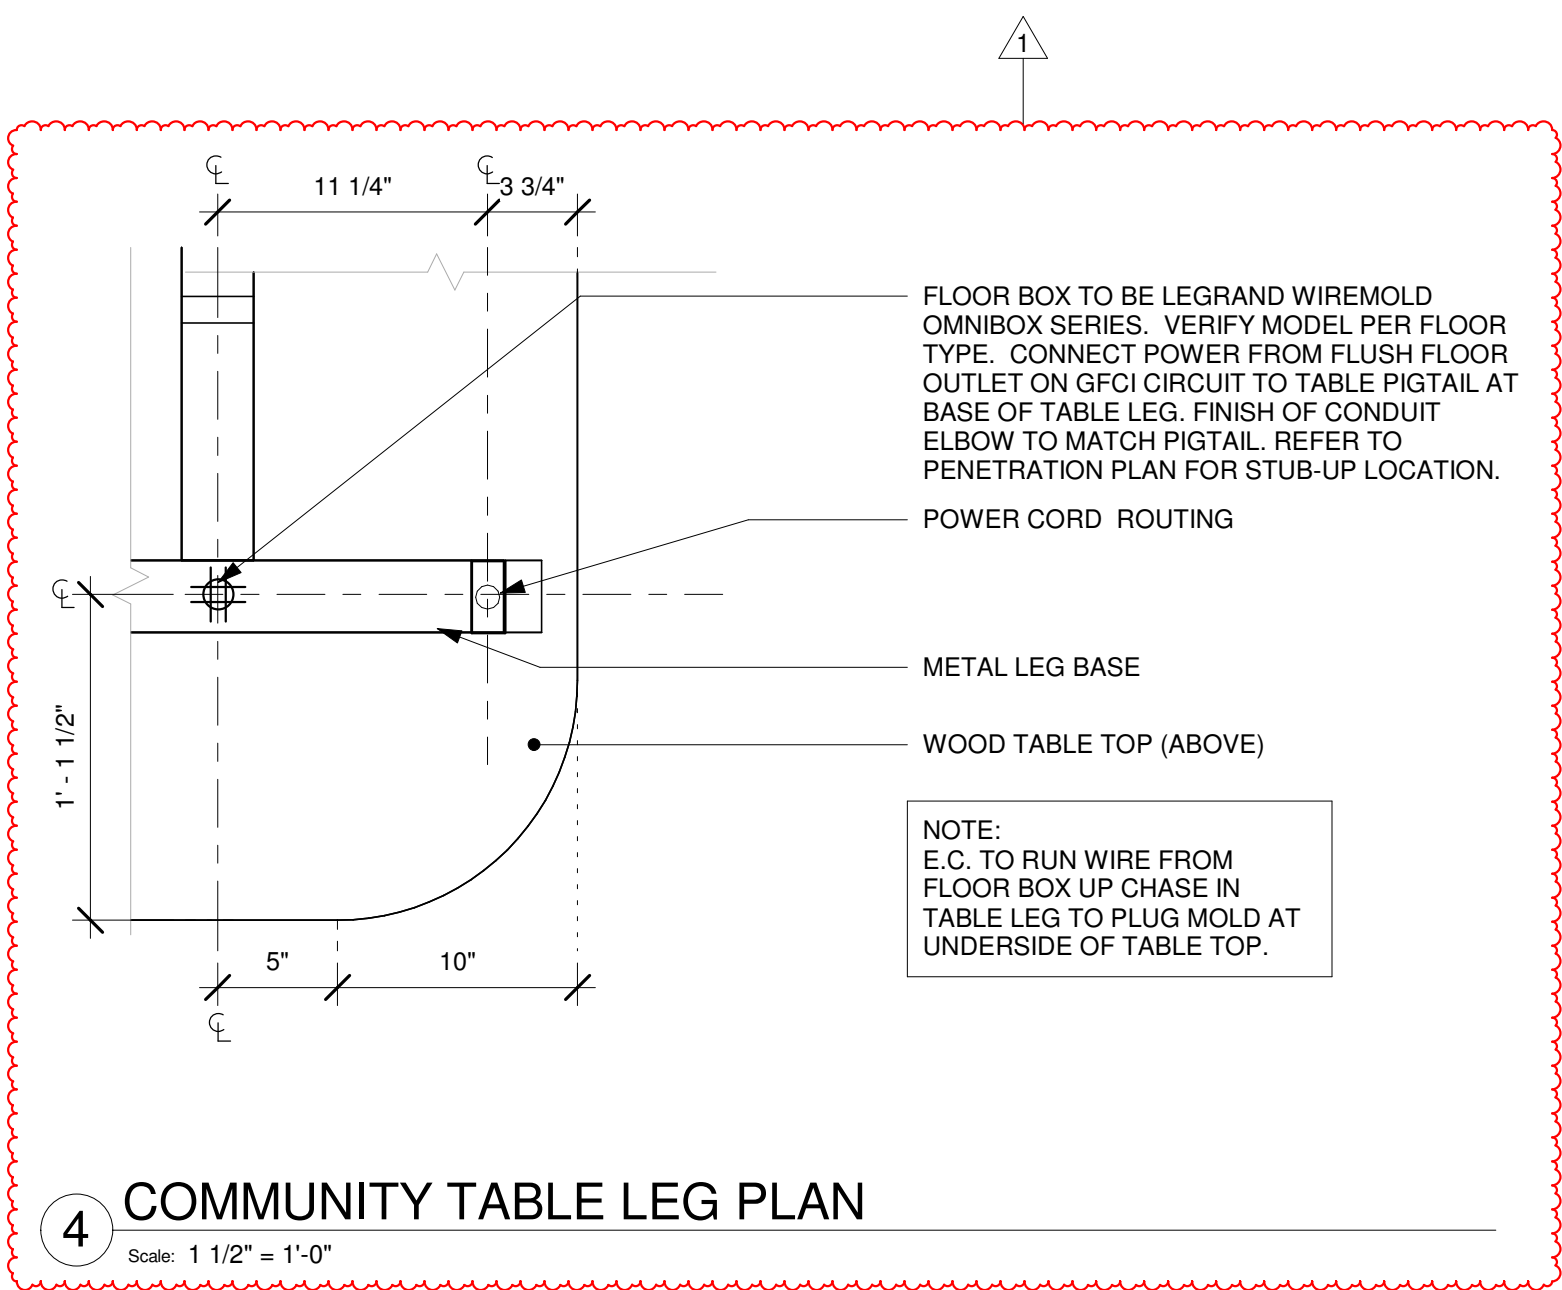 1
℄
℄
11 1/4"
3 3/4"
FLOOR BOX TO BE LEGRAND WIREMOLD
OMNIBOX SERIES.  VERIFY MODEL PER FLOOR
TYPE.  CONNECT POWER FROM FLUSH FLOOR
OUTLET ON GFCI CIRCUIT TO TABLE PIGTAIL AT
BASE OF TABLE LEG. FINISH OF CONDUIT
ELBOW TO MATCH PIGTAIL. REFER TO
PENETRATION PLAN FOR STUB-UP LOCATION.
POWER CORD  ROUTING
℄
METAL LEG BASE
1' - 1 1/2"
WOOD TABLE TOP (ABOVE)
NOTE:
E.C. TO RUN WIRE FROM
FLOOR BOX UP CHASE IN
TABLE LEG TO PLUG MOLD AT
UNDERSIDE OF TABLE TOP.
5"
10"
℄
4
COMMUNITY TABLE LEG PLAN
Scale: 1 1/2" = 1'-0"